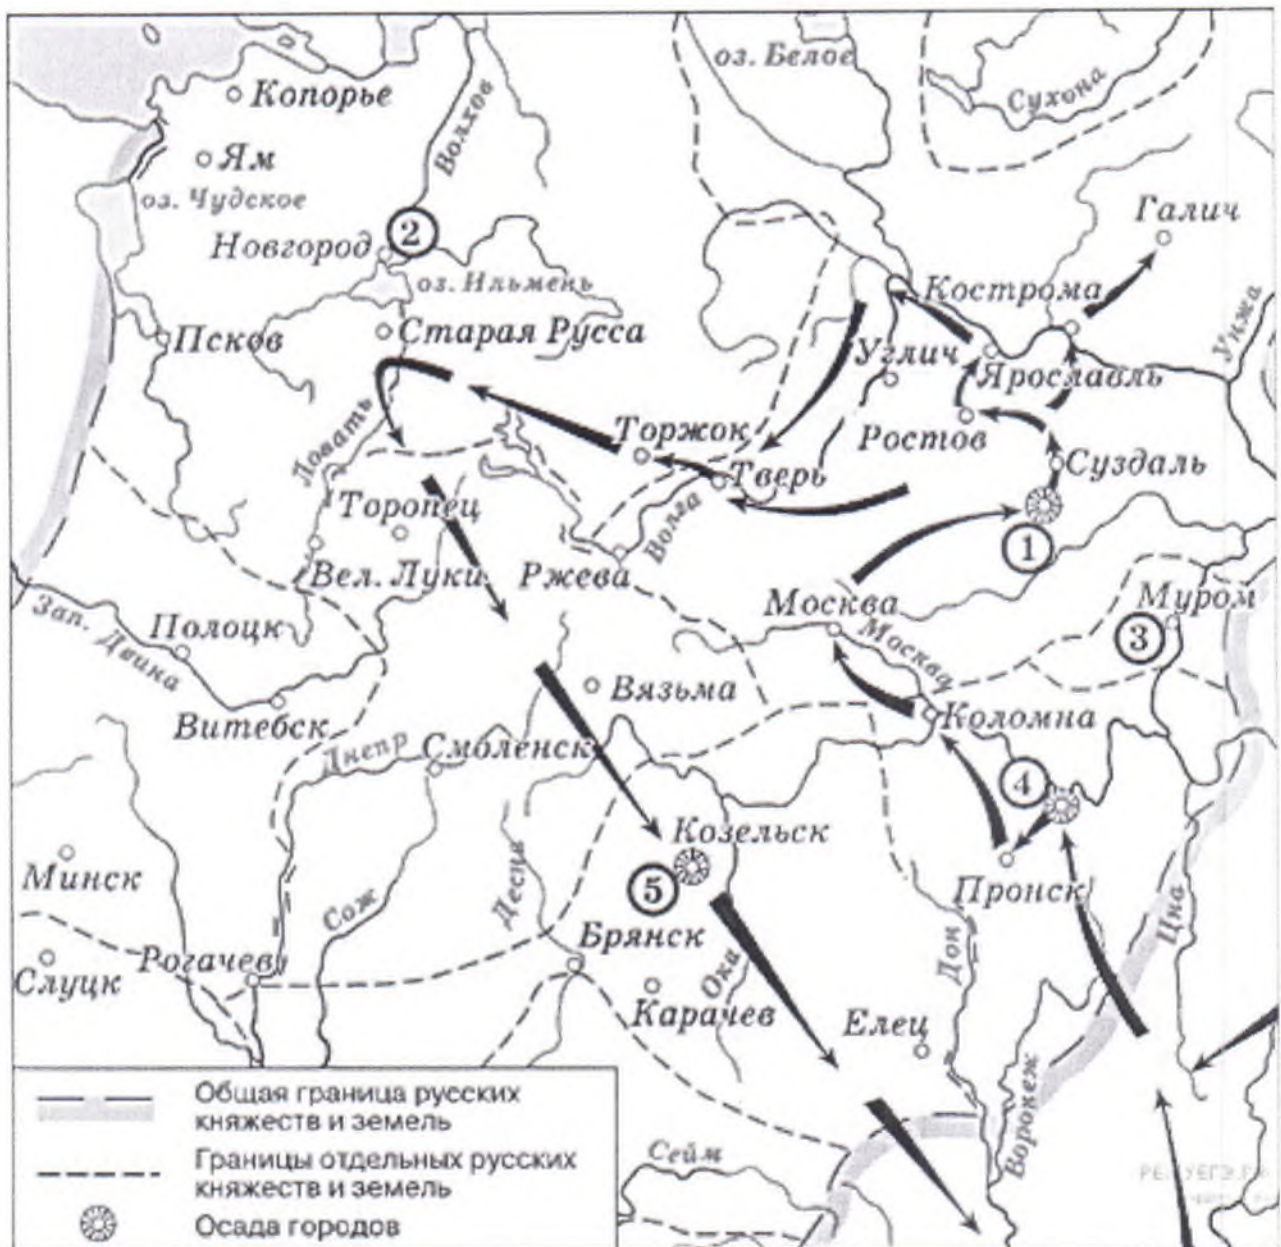 оз. Белое
Сухона
Копорье
Волхов
Ям
оз. Чудское
Галич
Новгород
2
оз. Ильмень
Кострома
Унжа
Псков
Старая Русса
Углич
Ярославль
Ловать
Торжок
Ростов
Тверь
Суздаль
Торопец
Волга
1
Вел. Луки
Ржева
Москва
Муром
Зап. Двина
Полоцк
Москва
3
Вязьма
Витебск
Коломна
Днепр
Смоленск
4
Козельск
Минск
5
Пронск
Сож
Десна
Цна
Брянск
Дон
Слуцк
Рогачев
Ока
Карачев
Елец
Воронеж
Сейм
Общая граница русских
княжеств и земель
Границы отдельных русских
княжеств и земель
Осада городов